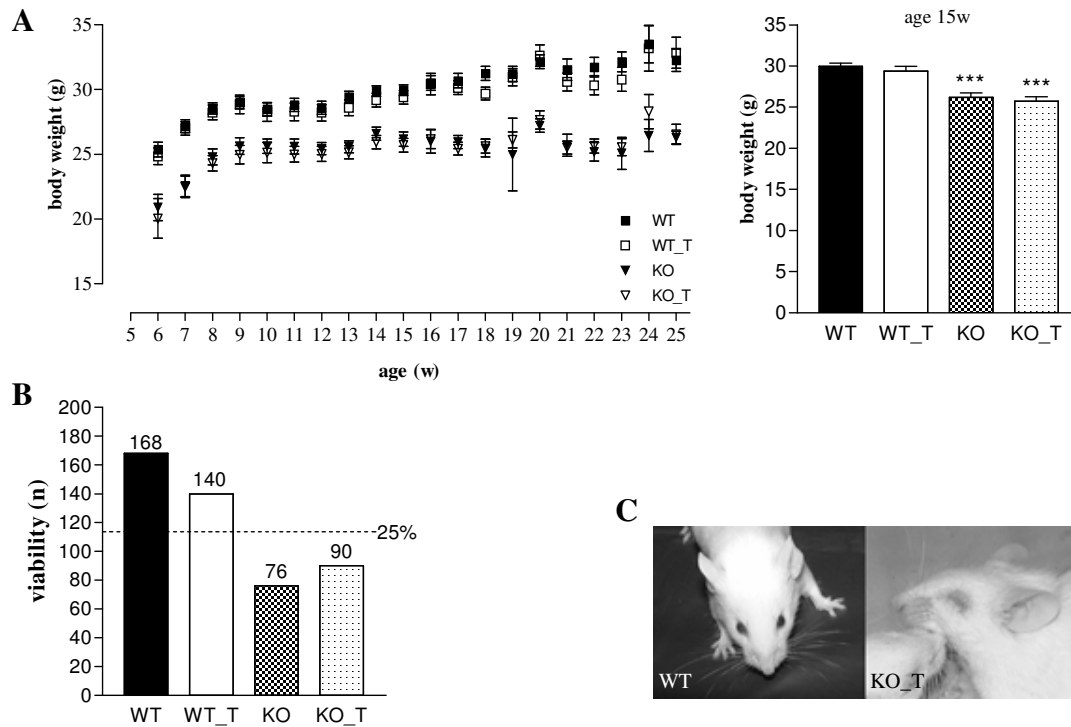 A
body weight (g)
35
30
25
20
15
WT
WT_T
KO
KO_T
5 6 7 8 9 10 11 12 13 14 15 16 17 18 19 20 21 22 23 24 25
age (w)
age 15w
body weight (g)
35
30
25
20
15
10
5
0
***
***
WT WT_T KO KO_T
B
viability (n)
200
180
160
140
120
100
80
60
40
20
0
168
140
25%
76
90
WT WT_T KO KO_T
C
WT
KO_T